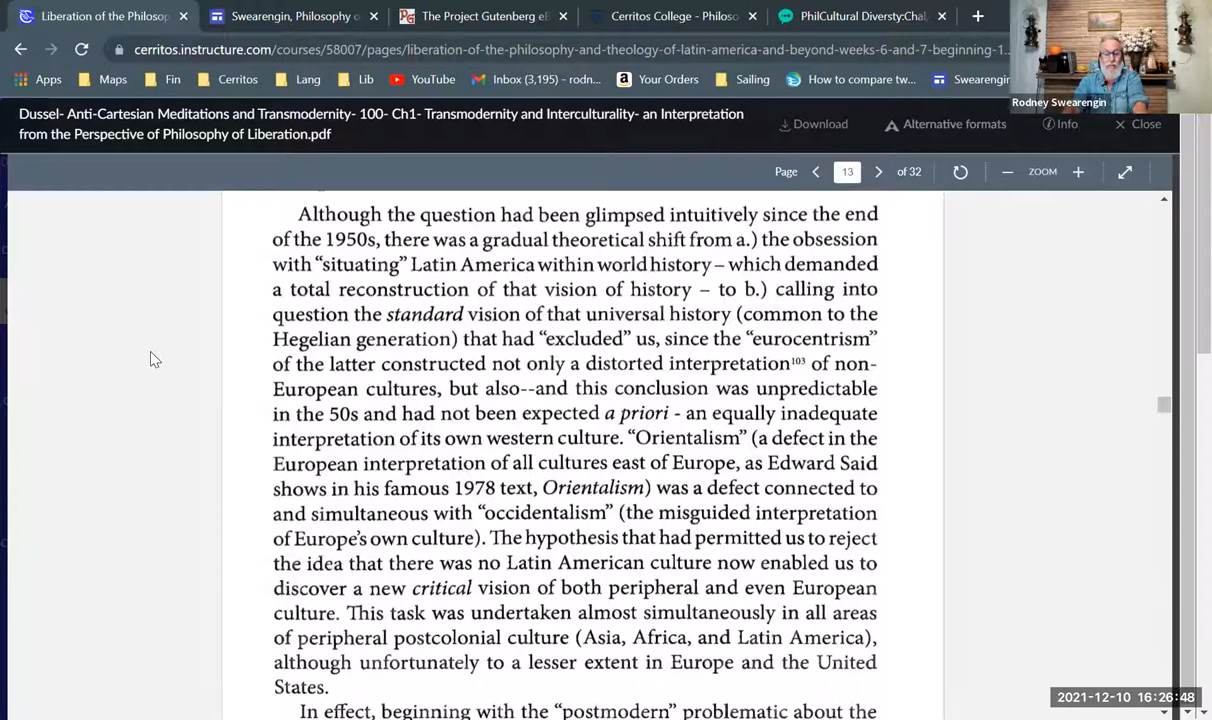 Liberation of the Philosop
Swearengin, Philosophy o
The Project Gutenberg eB
Cerritos College - Philoso
PhilCultural Diversty:Chal
cerritos.instructure.com/courses/58007/pages/liberation-of-the-philosophy-and-theology-of-latin-america-and-beyond-weeks-6-and-7-beginning-1...
Apps Maps Fin Cerritos Lang Lib YouTube Inbox (3,195) - rodn... Your Orders Sailing How to compare tw... Swearengin
Rodney Swearengin
Dussel- Anti-Cartesian Meditations and Transmodernity- 100- Ch1- Transmodernity and Interculturality- an Interpretation
from the Perspective of Philosophy of Liberation.pdf
Download Alternative formats Info Close
Page 13 of 32 ZOOM
Although the question had been glimpsed intuitively since the end
of the 1950s, there was a gradual theoretical shift from a.) the obsession
with “situating” Latin America within world history – which demanded
a total reconstruction of that vision of history – to b.) calling into
question the standard vision of that universal history (common to the
Hegelian generation) that had “excluded” us, since the “eurocentrism”
of the latter constructed not only a distorted interpretation103 of non-
European cultures, but also--and this conclusion was unpredictable
in the 50s and had not been expected a priori - an equally inadequate
interpretation of its own western culture. “Orientalism” (a defect in the
European interpretation of all cultures east of Europe, as Edward Said
shows in his famous 1978 text, Orientalism) was a defect connected to
and simultaneous with “occidentalism” (the misguided interpretation
of Europe’s own culture). The hypothesis that had permitted us to reject
the idea that there was no Latin American culture now enabled us to
discover a new critical vision of both peripheral and even European
culture. This task was undertaken almost simultaneously in all areas
of peripheral postcolonial culture (Asia, Africa, and Latin America),
although unfortunately to a lesser extent in Europe and the United
States.
In effect, beginning with the “postmodern” problematic about the
2021-12-10 16:26:48